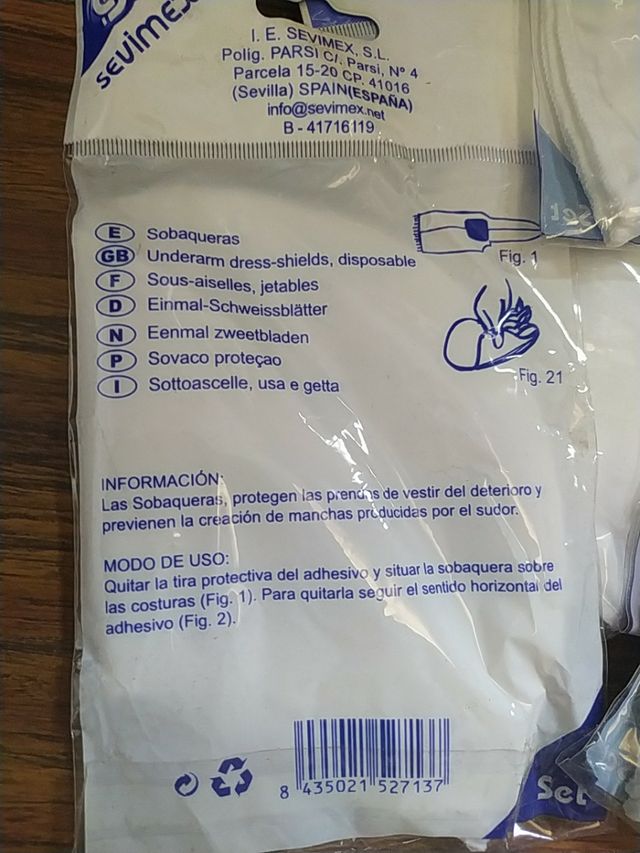 SEVIMEX
I. E. SEVIMEX, S.L.
Polig. PARSI C/. Parsi, Nº 4
Parcela 15-20 CP. 41016
(Sevilla) SPAIN(ESPAÑA)
info@sevimex.net
B - 41716119
E Sobaqueras
GB Underarm dress-shields, disposable
F Sous-aiselles, jetables
D Einmal-Schweissblätter
N Eenmal zweetbladen
P Sovaco proteçao
I Sottoascelle, usa e getta
Fig. 1
Fig. 21
INFORMACIÓN:
Las Sobaqueras, protegen las prendas de vestir del deterioro y
previenen la creación de manchas producidas por el sudor.
MODO DE USO:
Quitar la tira protectiva del adhesivo y situar la sobaquera sobre
las costuras (Fig. 1). Para quitarla seguir el sentido horizontal del
adhesivo (Fig. 2).
8 435021 527137
Set
Set